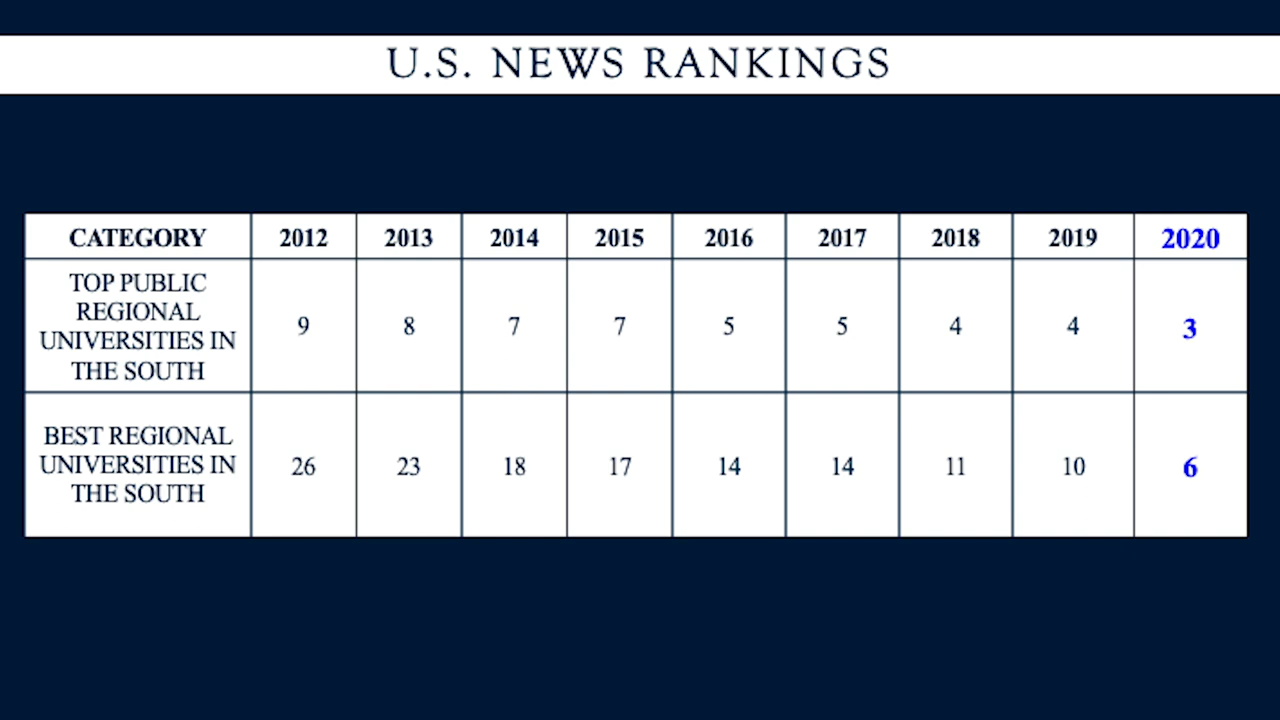 U.S. NEWS RANKINGS
CATEGORY 2012 2013 2014 2015 2016 2017 2018 2019 2020
TOP PUBLIC
REGIONAL
UNIVERSITIES IN
THE SOUTH
9 8 7 7 5 5 4 4 3
BEST REGIONAL
UNIVERSITIES IN
THE SOUTH
26 23 18 17 14 14 11 10 6